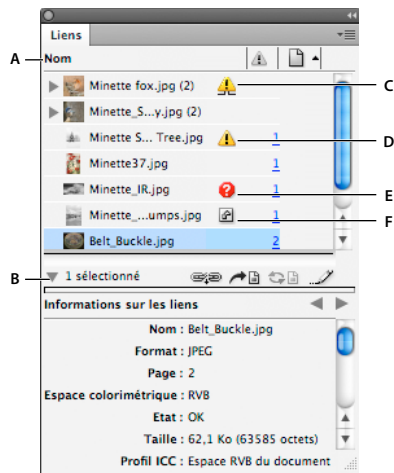 Liens
A
Nom
Minette fox.jpg (2)
C
Minette_S...y.jpg (2)
Minette S... Tree.jpg 1
D
Minette37.jpg 1
Minette_IR.jpg ? 1
E
Minette_...umps.jpg 1
F
Belt_Buckle.jpg 2
B
1 sélectionné
Informations sur les liens
Nom : Belt_Buckle.jpg
Format : JPEG
Page : 2
Espace colorimétrique : RVB
Etat : OK
Taille : 62,1 Ko (63585 octets)
Profil ICC : Espace RVB du document